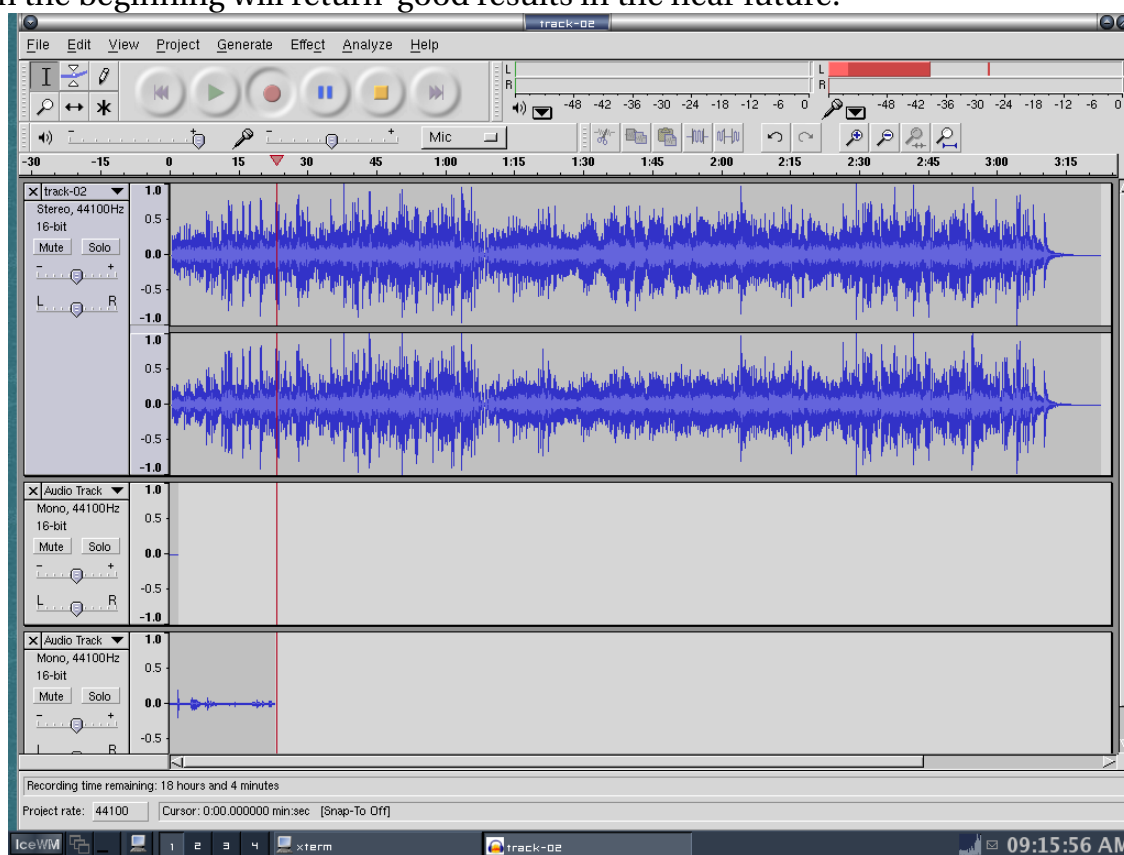 n the beginning will return good results in the near future.
track-02
File Edit View Project Generate Effect Analyze Help
L
R
-48 -42 -36 -30 -24 -18 -12 -6 0
L
R
-48 -42 -36 -30 -24 -18 -12 -6 0
- + - + Mic
-30 -15 0 15 30 45 1:00 1:15 1:30 1:45 2:00 2:15 2:30 2:45 3:00 3:15
track-02
Stereo, 44100Hz
16-bit
Mute Solo
- +
L R
1.0
0.5
0.0
-0.5
-1.0
1.0
0.5
0.0
-0.5
-1.0
Audio Track
Mono, 44100Hz
16-bit
Mute Solo
- +
L R
1.0
0.5
0.0
-0.5
-1.0
Audio Track
Mono, 44100Hz
16-bit
Mute Solo
- +
L R
1.0
0.5
0.0
-0.5
Recording time remaining: 18 hours and 4 minutes
Project rate: 44100 Cursor: 0:00.000000 min:sec [Snap-To Off]
IceWM 1 2 3 4 xterm track-02 09:15:56 AM